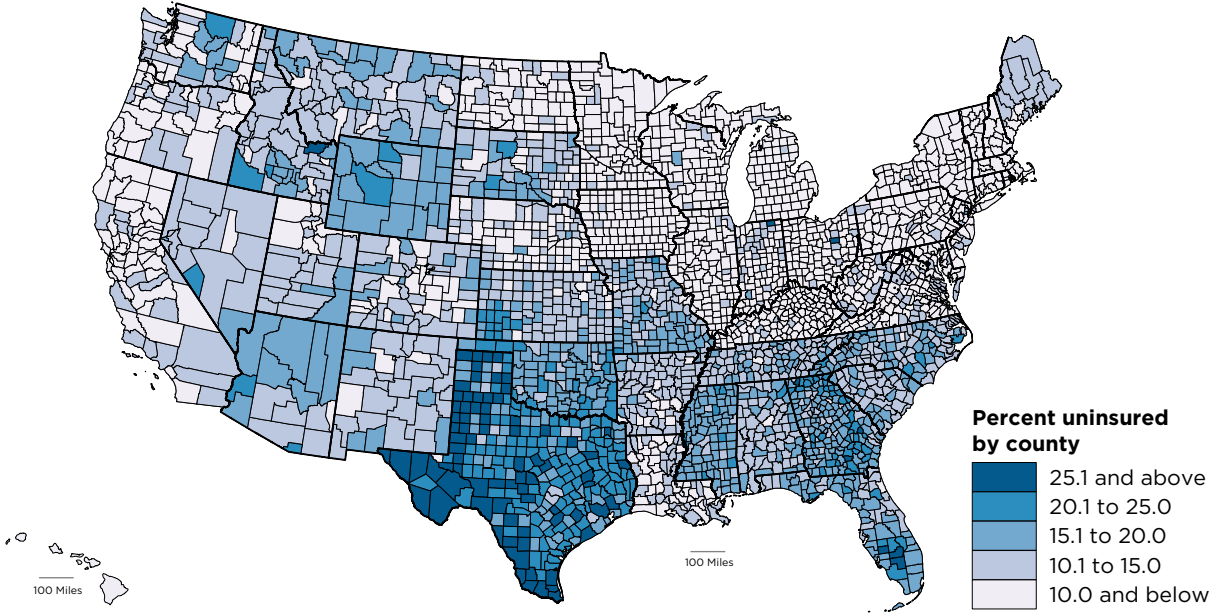 Percent uninsured
by county
25.1 and above
20.1 to 25.0
15.1 to 20.0
10.1 to 15.0
10.0 and below
100 Miles
100 Miles